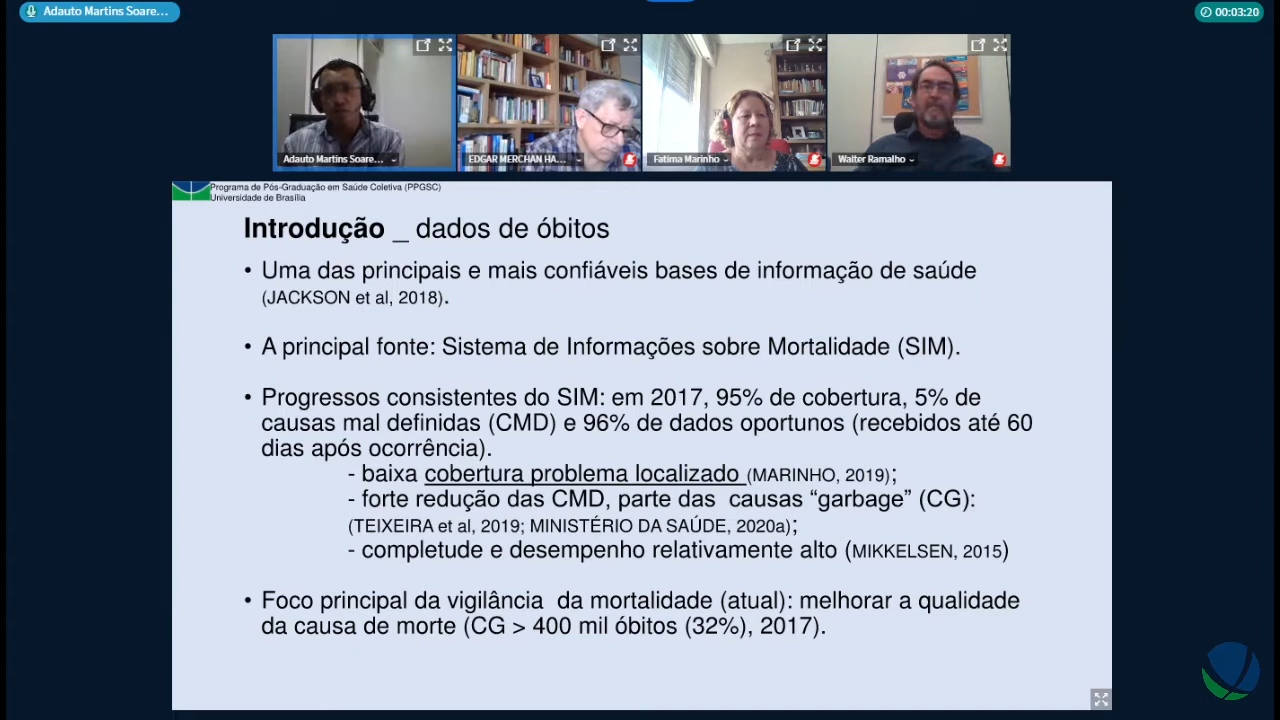 Adauto Martins Soare...
00:03:20
Adauto Martins Soare...
EDGAR MERCHAN HA...
Fatima Marinho
Walter Ramalho
Programa de Pós-Graduação em Saúde Coletiva (PPGSC)
Universidade de Brasília
Introdução _ dados de óbitos
• Uma das principais e mais confiáveis bases de informação de saúde
(JACKSON et al, 2018).
• A principal fonte: Sistema de Informações sobre Mortalidade (SIM).
• Progressos consistentes do SIM: em 2017, 95% de cobertura, 5% de
causas mal definidas (CMD) e 96% de dados oportunos (recebidos até 60
dias após ocorrência).
- baixa cobertura problema localizado (MARINHO, 2019);
- forte redução das CMD, parte das causas “garbage” (CG):
(TEIXEIRA et al, 2019; MINISTÉRIO DA SAÚDE, 2020a);
- completude e desempenho relativamente alto (MIKKELSEN, 2015)
• Foco principal da vigilância da mortalidade (atual): melhorar a qualidade
da causa de morte (CG > 400 mil óbitos (32%), 2017).